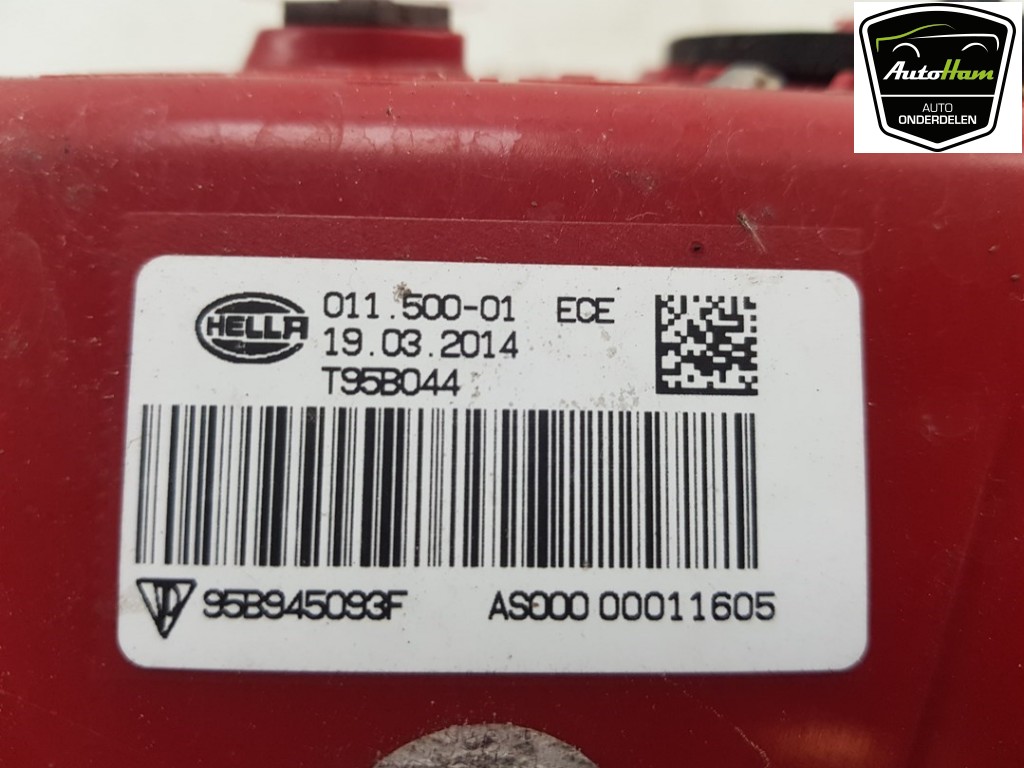 AutoHam
AUTO
ONDERDELEN
HELLA
011.500-01 ECE
19.03.2014
T95B044
95B945093F AS000 00011605